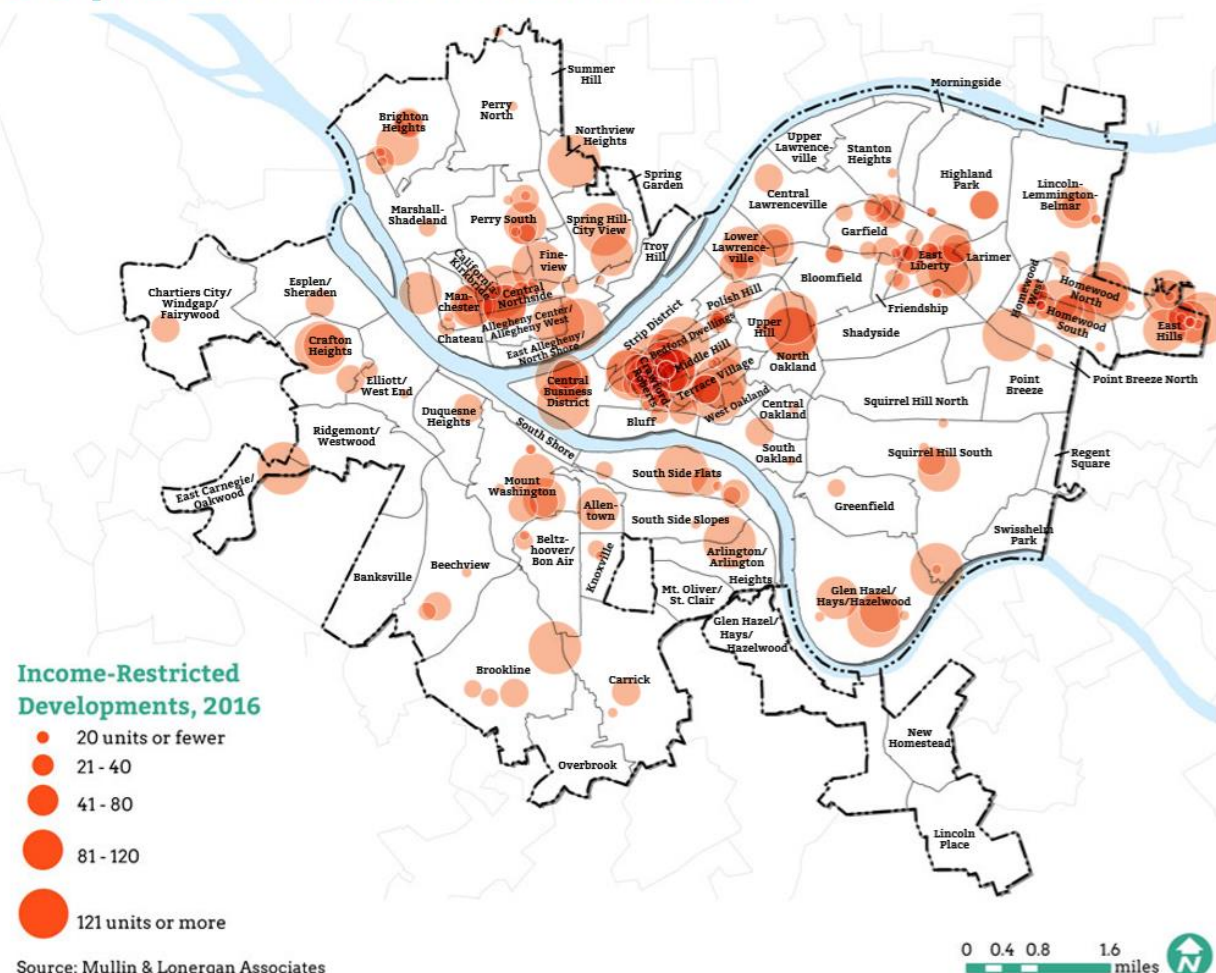 Summer
Hill
Morningside
Perry
North
Brighton
Heights
Northview
Heights
Upper
Lawrence-
ville
Stanton
Heights
Spring
Garden
Highland
Park
Lincoln-
Lemmington-
Belmar
Central
Lawrenceville
Marshall-
Shadeland
Perry South
Spring Hill-
City View
Troy
Hill
Garfield
Lower
Lawrence-
ville
East
Liberty
Larimer
Fine-
view
California-
Kirkbride
Bloomfield
Homewood
West
Homewood
North
Chartiers City/
Windgap/
Fairywood
Esplen/
Sheraden
Man-
chester
Central
Northside
Polish Hill
Friendship
Homewood
South
East
Hills
Allegheny Center/
Allegheny West
Strip District
Upper
Hill
Shadyside
Chateau
East Allegheny/
North Shore
Bedford Dwellings
Crafton
Heights
Middle Hill
North
Oakland
Crawford
Roberts
Terrace Village
Point Breeze North
Elliott/
West End
Central
Business
District
Point
Breeze
West Oakland
Central
Oakland
Squirrel Hill North
Duquesne
Heights
Bluff
South Shore
Ridgemont/
Westwood
South
Oakland
Squirrel Hill South
Regent
Square
South Side Flats
East Carnegie/
Oakwood
Mount
Washington
Allen-
town
Greenfield
South Side Slopes
Swisshelm
Park
Beltz-
hoover/
Bon Air
Knoxville
Arlington/
Arlington
Heights
Beechview
Banksville
Mt. Oliver/
St. Clair
Glen Hazel/
Hays/Hazelwood
Glen Hazel/
Hays/
Hazelwood
Brookline
Carrick
Overbrook
New
Homestead
Lincoln
Place
Income-Restricted
Developments, 2016
20 units or fewer
21 - 40
41 - 80
81 - 120
121 units or more
Source: Mullin & Lonergan Associates
0 0.4 0.8 1.6
miles
N